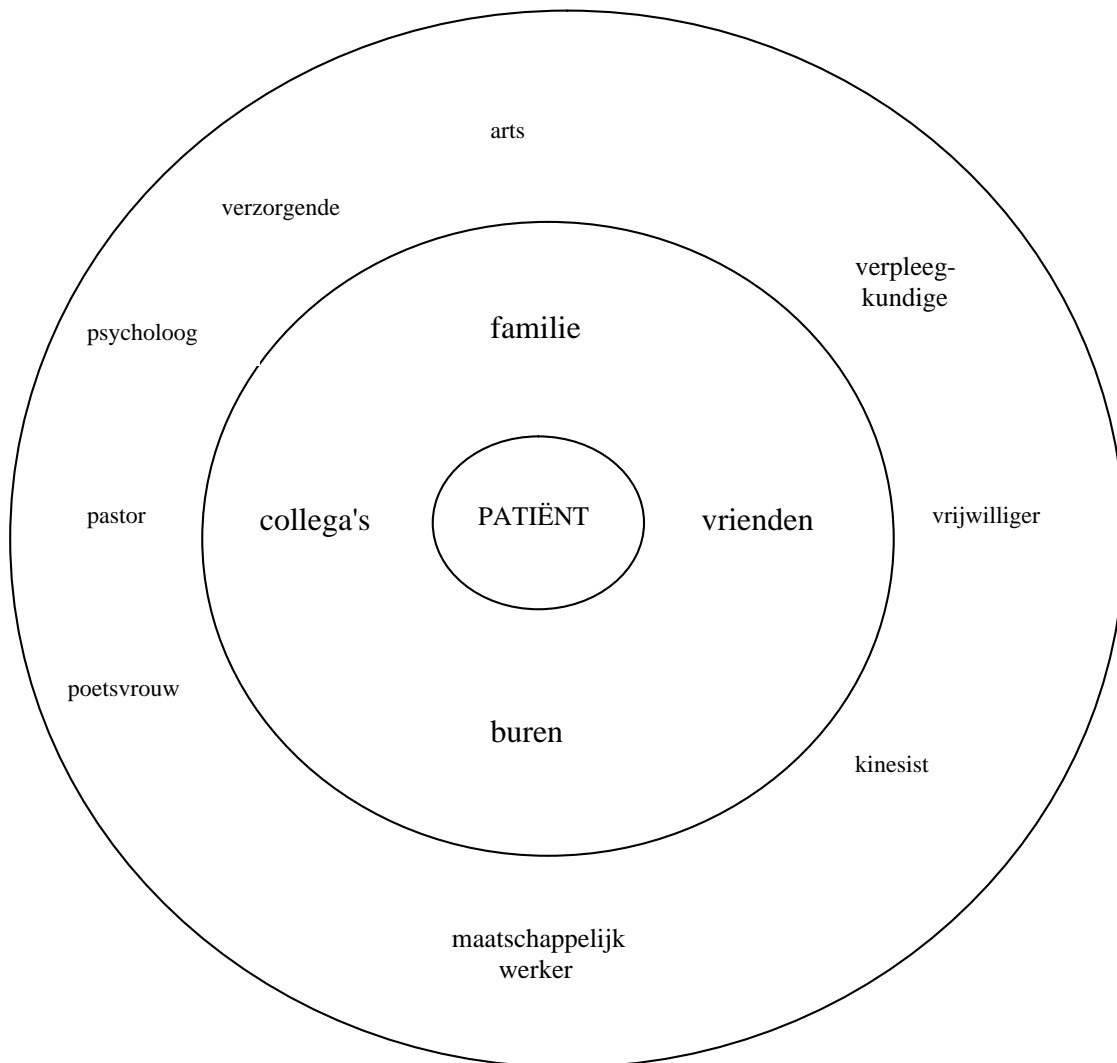 arts
verzorgende
verpleeg-
kundige
psycholoog
familie
pastor
collega's
PATIËNT
vrienden
vrijwilliger
poetsvrouw
buren
kinesist
maatschappelijk
werker